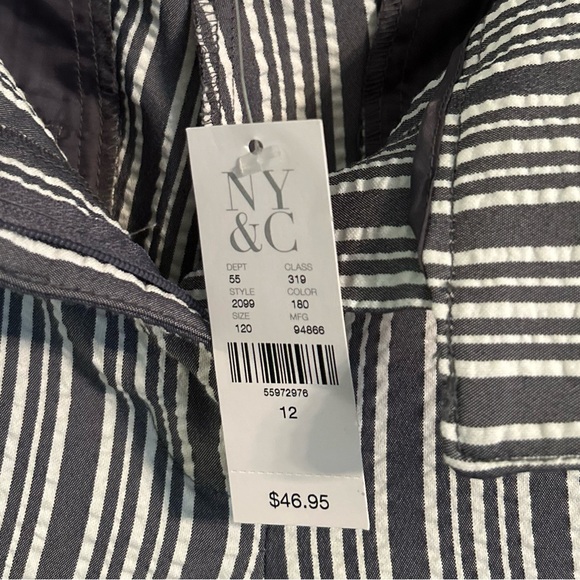 NY
&C
DEPT CLASS
55 319
STYLE COLOR
2099 180
SIZE MFG
120 94866
55972976
12
$46.95